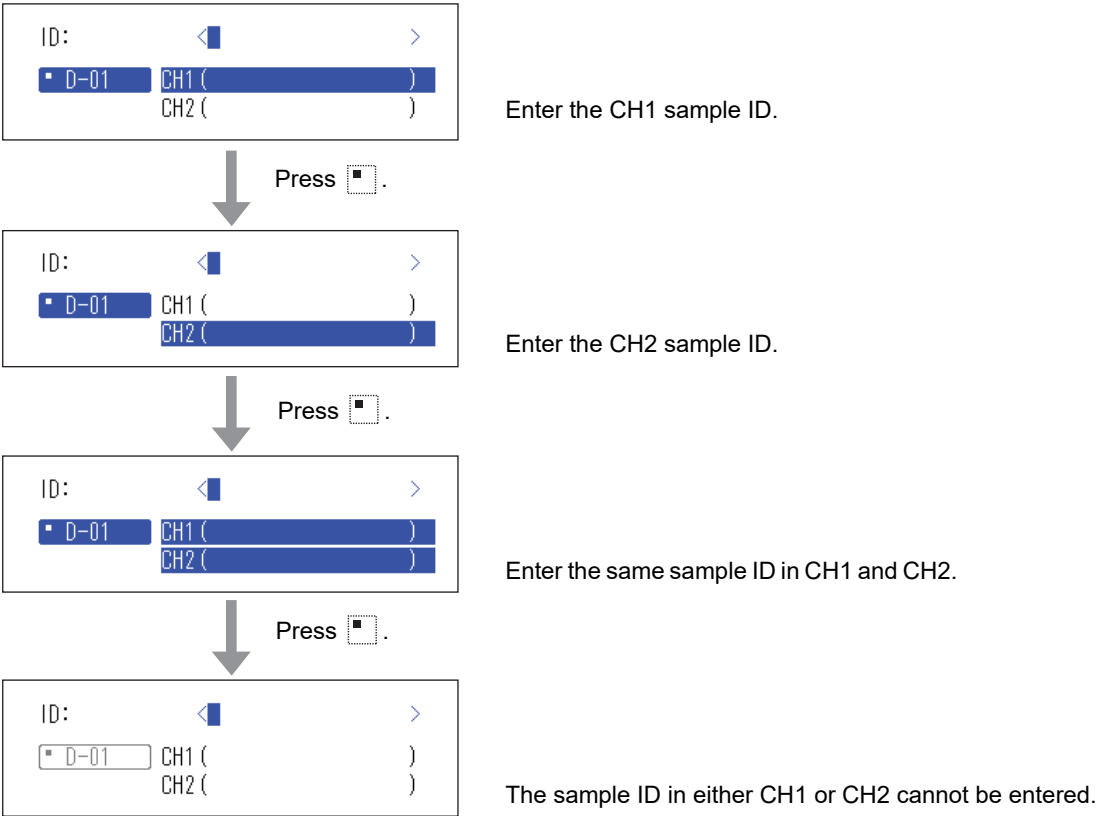 ID: < >
D-01 CH1 ( )
CH2 ( )
Enter the CH1 sample ID.
Press .
ID: < >
D-01 CH1 ( )
CH2 ( )
Enter the CH2 sample ID.
Press .
ID: < >
D-01 CH1 ( )
CH2 ( )
Enter the same sample ID in CH1 and CH2.
Press .
ID: < >
D-01 CH1 ( )
CH2 ( )
The sample ID in either CH1 or CH2 cannot be entered.